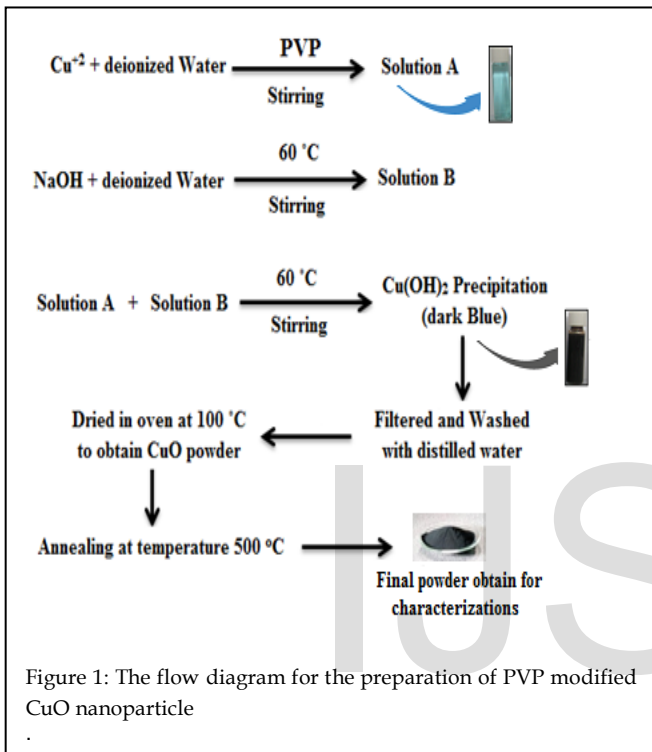 PVP
Cu⁺² + deionized Water
Solution A
Stirring
60 ˚C
NaOH + deionized Water
Solution B
Stirring
60 ˚C
Solution A + Solution B
Cu(OH)₂ Precipitation
(dark Blue)
Stirring
Dried in oven at 100 ˚C
to obtain CuO powder
Filtered and Washed
with distilled water
Annealing at temperature 500 ⁰C
Final powder obtain for
characterizations
IJS
Figure 1: The flow diagram for the preparation of PVP modified
CuO nanoparticle
.